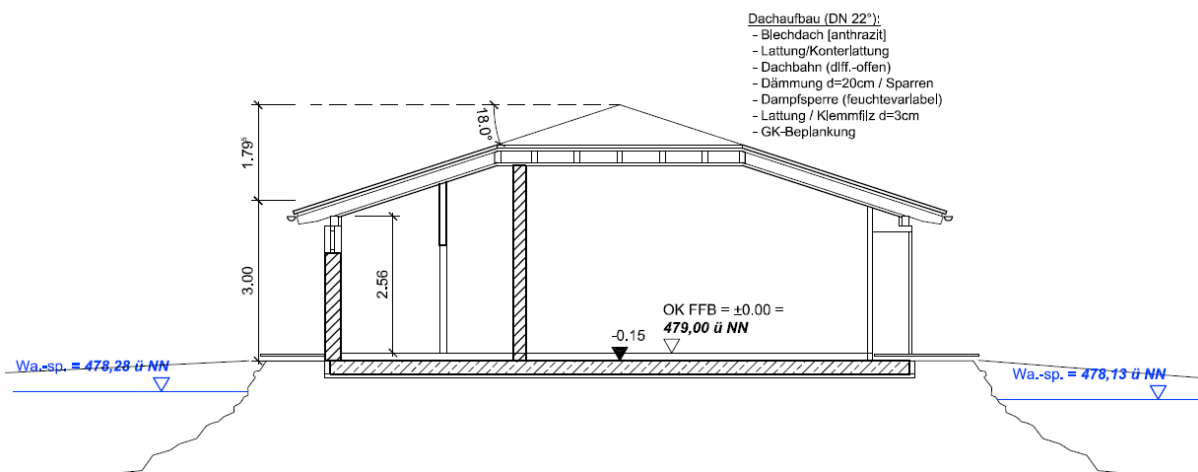 Dachaufbau (DN 22°):
- Blechdach [anthrazit]
- Lattung/Konterlattung
- Dachbahn (diff.-offen)
- Dämmung d=20cm / Sparren
- Dampfsperre (feuchtevarlabel)
- Lattung / Klemmfilz d=3cm
- GK-Beplankung
18.0°
1.79⁵
3.00
2.56
OK FFB = ±0.00 =
479,00 ü NN
-0.15
Wa.-sp. = 478,28 ü NN
Wa.-sp. = 478,13 ü NN